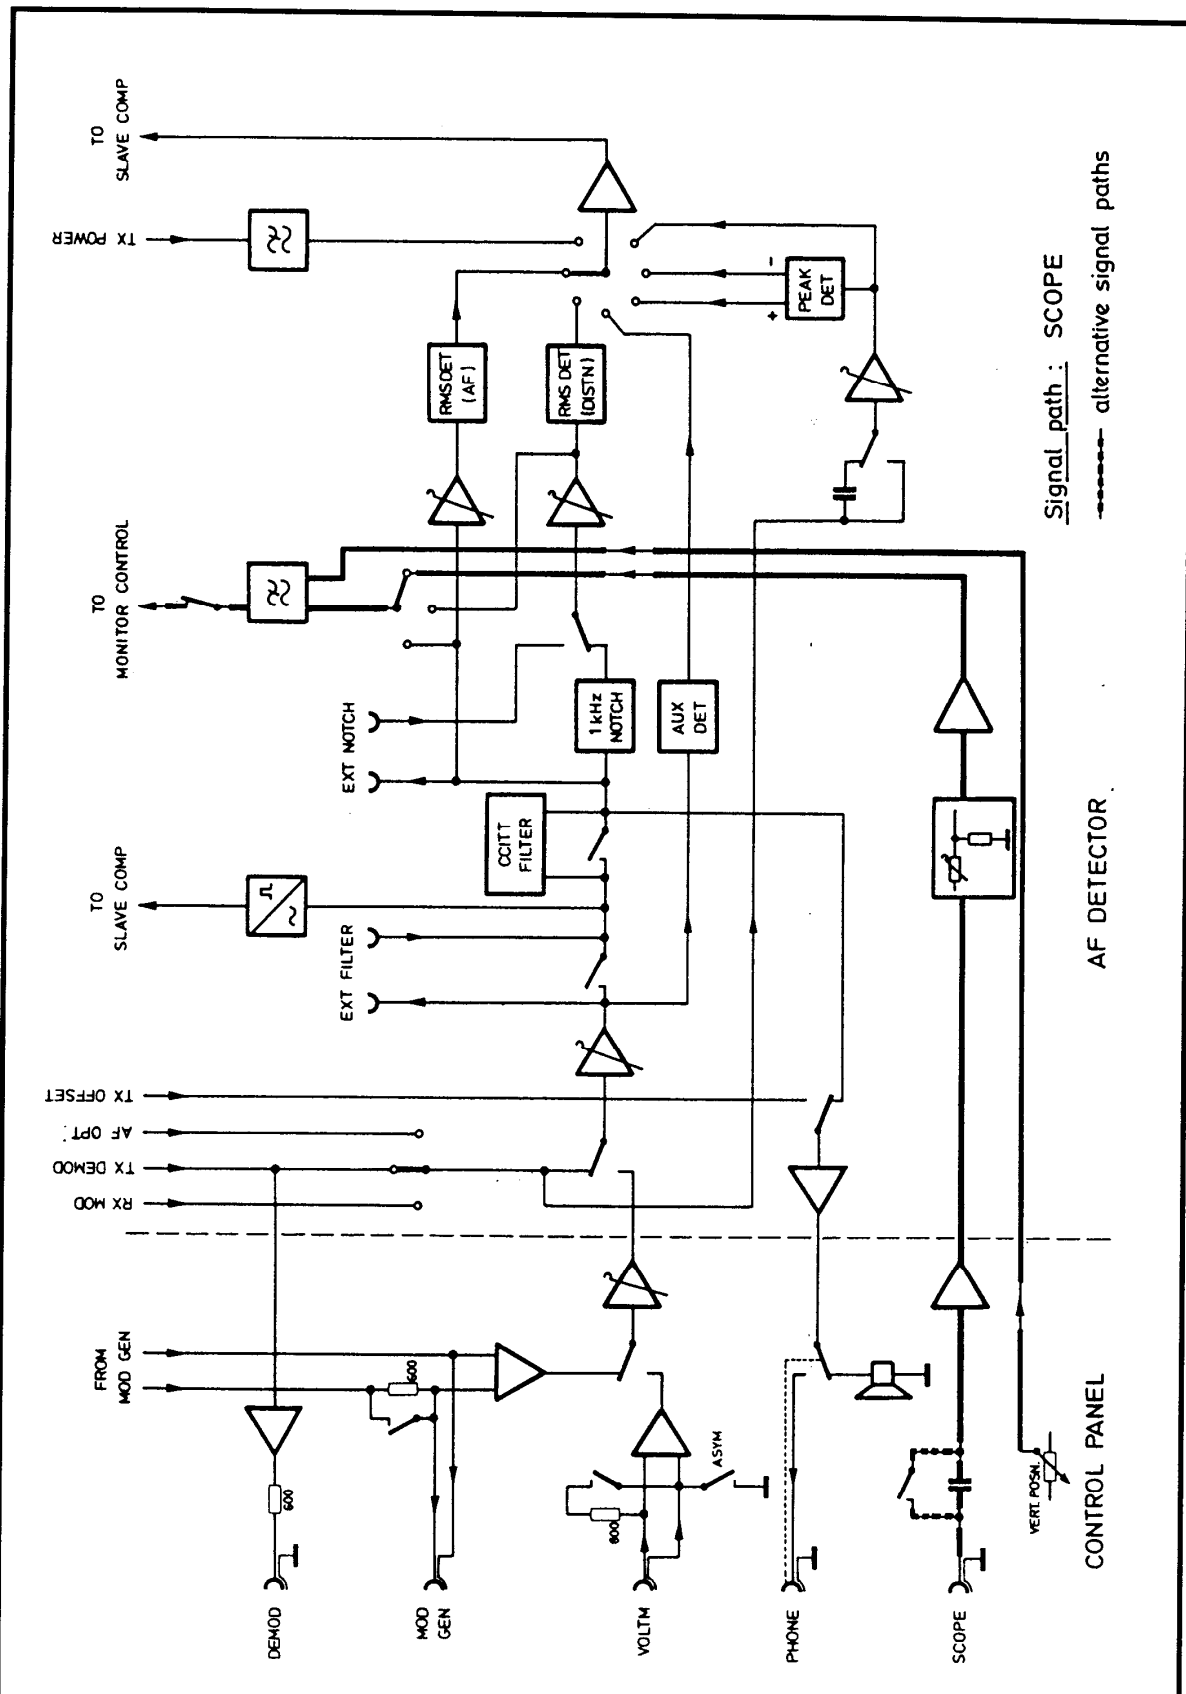 DEMOD
MOD
GEN
VOLTM
PHONE
SCOPE
600
FROM
MOD GEN
600
600
ASYM
VERT. POSN.
CONTROL PANEL
RX MOD
TX DEMOD
AF OPT.
TX OFFSET
EXT FILTER
TO
SLAVE COMP
CCITT
FILTER
EXT NOTCH
1 kHz
NOTCH
AUX
DET
AF DETECTOR
TO
MONITOR CONTROL
RMS DET
(AF)
RMS DET
(DISTN)
+
-
PEAK
DET
TX POWER
TO
SLAVE COMP
Signal path : SCOPE
alternative signal paths